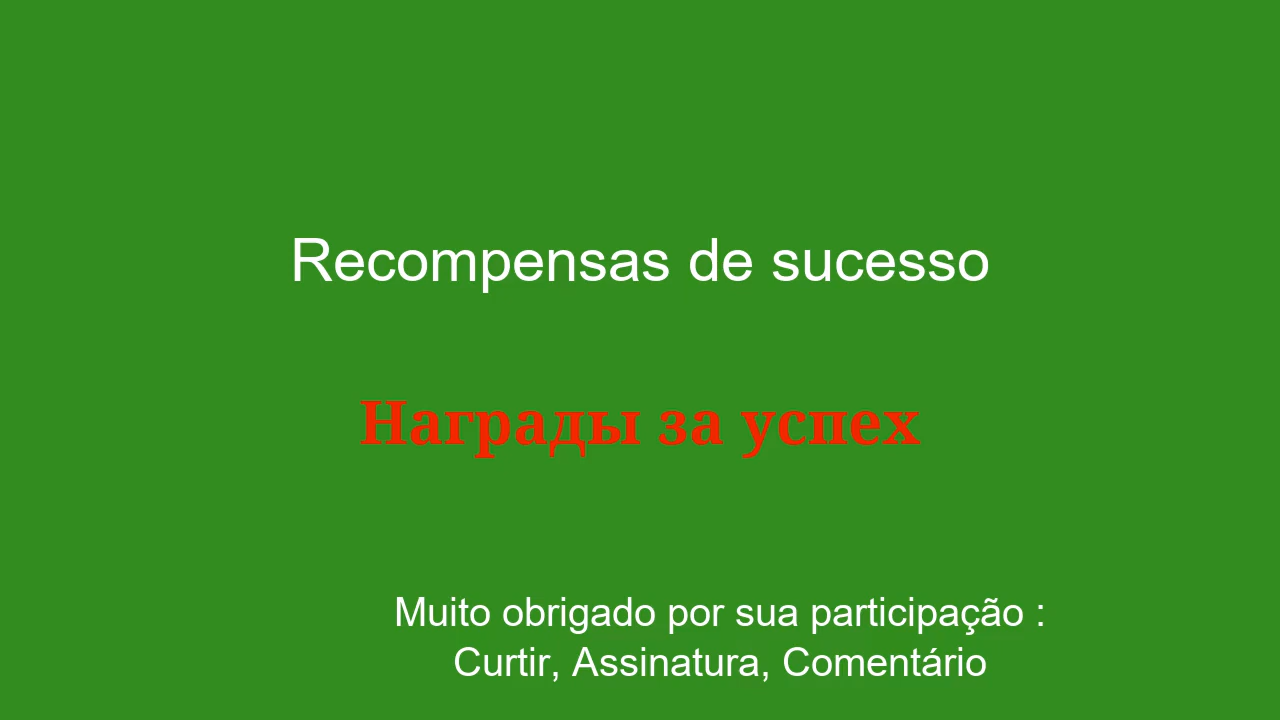 Recompensas de sucesso
Награды за успех
Muito obrigado por sua participação :
Curtir, Assinatura, Comentário